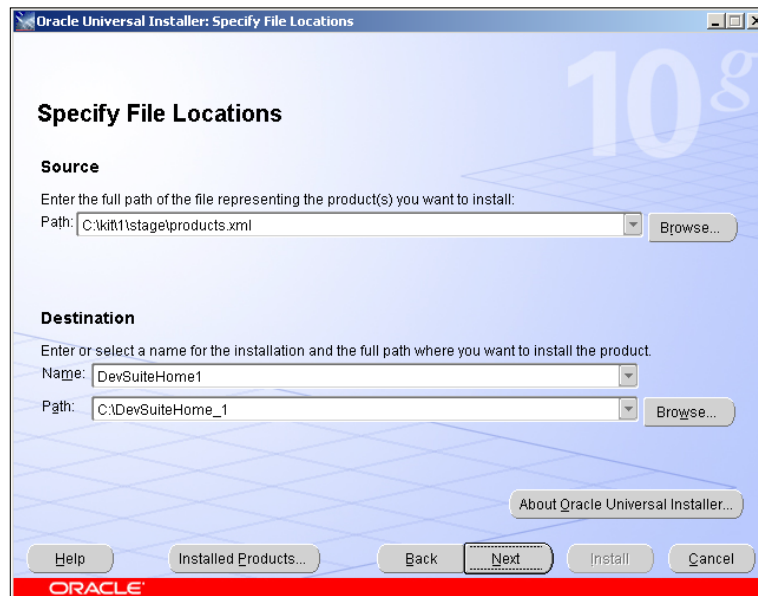 Oracle Universal Installer: Specify File Locations
10g
Specify File Locations
Source
Enter the full path of the file representing the product(s) you want to install:
Path: C:\kit\1\stage\products.xml Browse...
Destination
Enter or select a name for the installation and the full path where you want to install the product.
Name: DevSuiteHome1
Path: C:\DevSuiteHome_1 Browse...
About Oracle Universal Installer...
Help Installed Products... Back Next Install Cancel
ORACLE